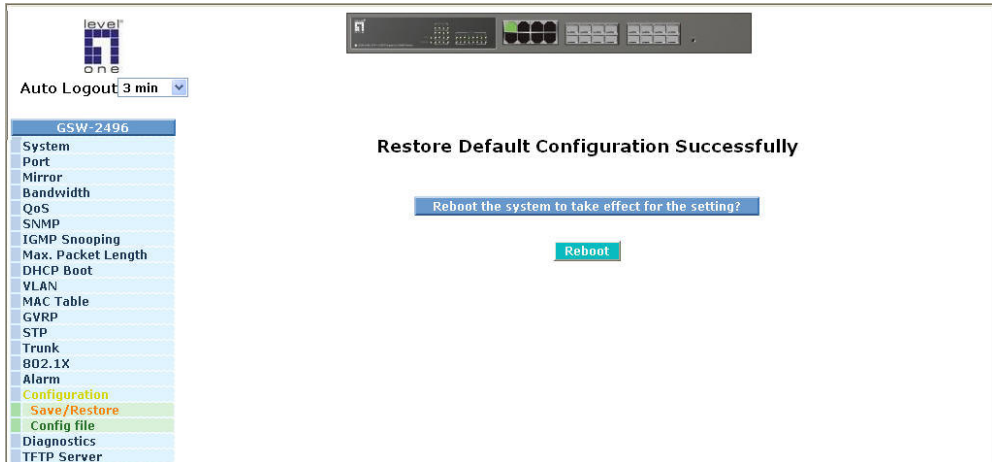 level
one
Auto Logout 3 min
GSW-2496
System
Port
Mirror
Bandwidth
QoS
SNMP
IGMP Snooping
Max. Packet Length
DHCP Boot
VLAN
MAC Table
GVRP
STP
Trunk
802.1X
Alarm
Configuration
Save/Restore
Config file
Diagnostics
TFTP Server
Restore Default Configuration Successfully
Reboot the system to take effect for the setting?
Reboot